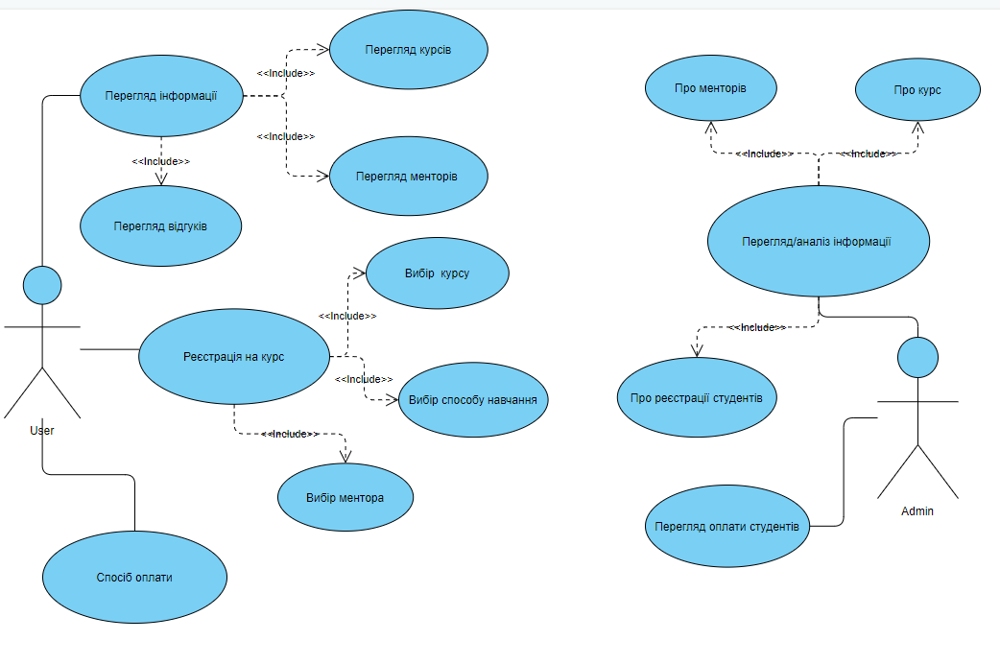 Перегляд курсів
<<Include>>
Перегляд інформації
<<Include>>
<<Include>>
Перегляд менторів
Перегляд відгуків
Вибір  курсу
<<Include>>
Реєстрація на курс
<<Include>>
Вибір способу навчання
User
<<Include>>
Вибір ментора
Спосіб оплати
Про менторів
Про курс
<<Include>>
<<Include>>
Перегляд/аналіз інформації
<<Include>>
Про реєстрації студентів
Admin
Перегляд оплати студентів